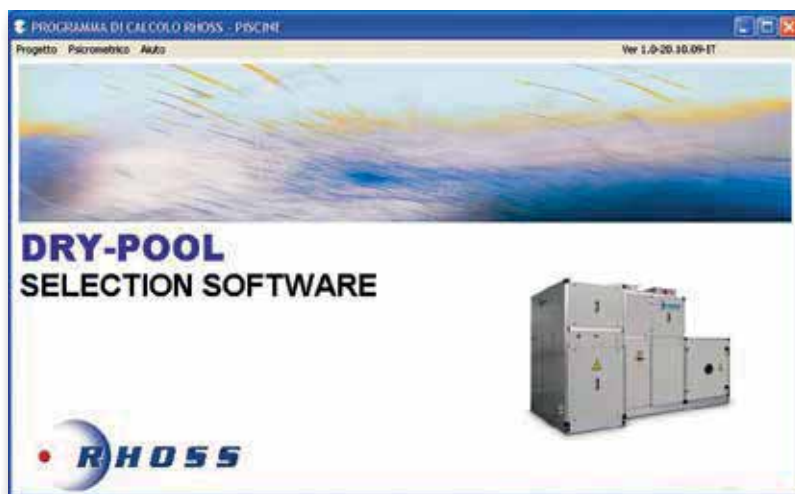 PROGRAMMA DI CALCOLO RHOSS - PISCINE
Progetto Psicrometrico Aiuto Ver 1.0-20.10.09-IT
DRY-POOL
SELECTION SOFTWARE
RHOSS